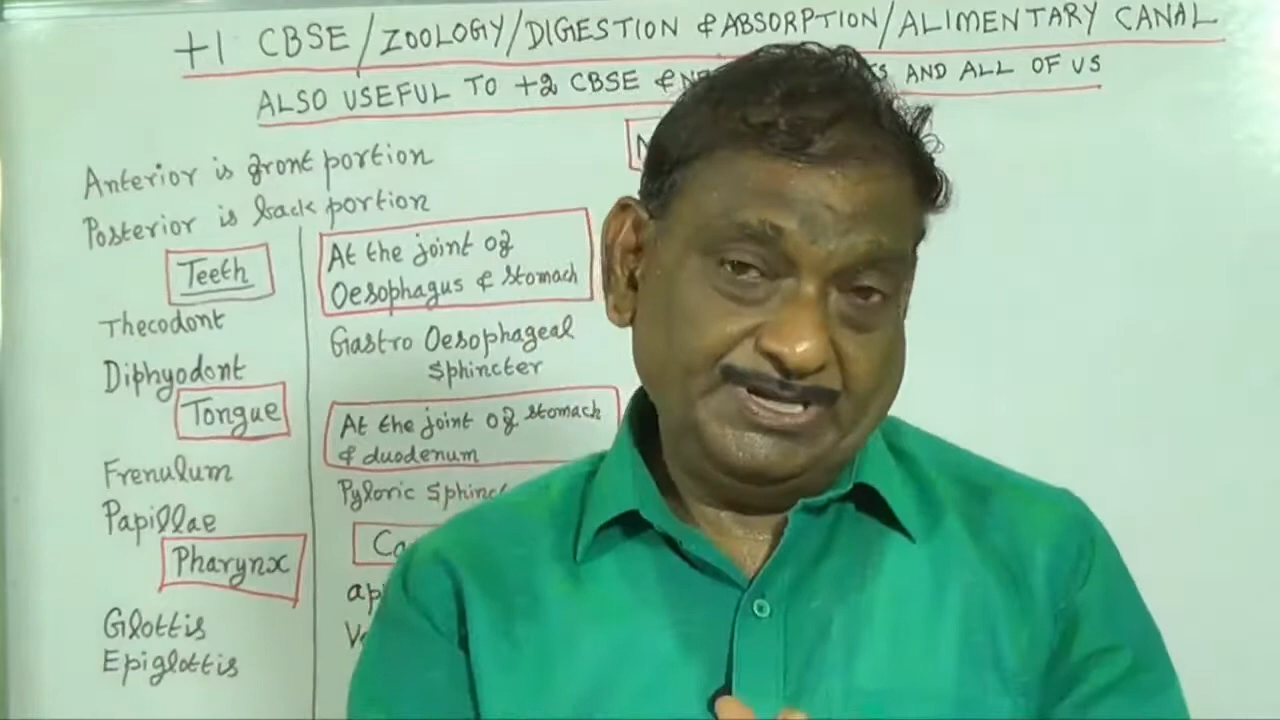 +1 CBSE/ZOOLOGY/DIGESTION & ABSORPTION/ALIMENTARY CANAL
ALSO USEFUL TO +2 CBSE & AND ALL OF US
Anterior is front portion
Posterior is back portion
Teeth
Thecodont
Diphyodont
Tongue
Frenulum
Papillae
Pharynx
Glottis
Epiglottis
At the joint of
Oesophagus & stomach
Gastro Oesophageal
Sphincter
At the joint of stomach
& duodenum
Pyloric